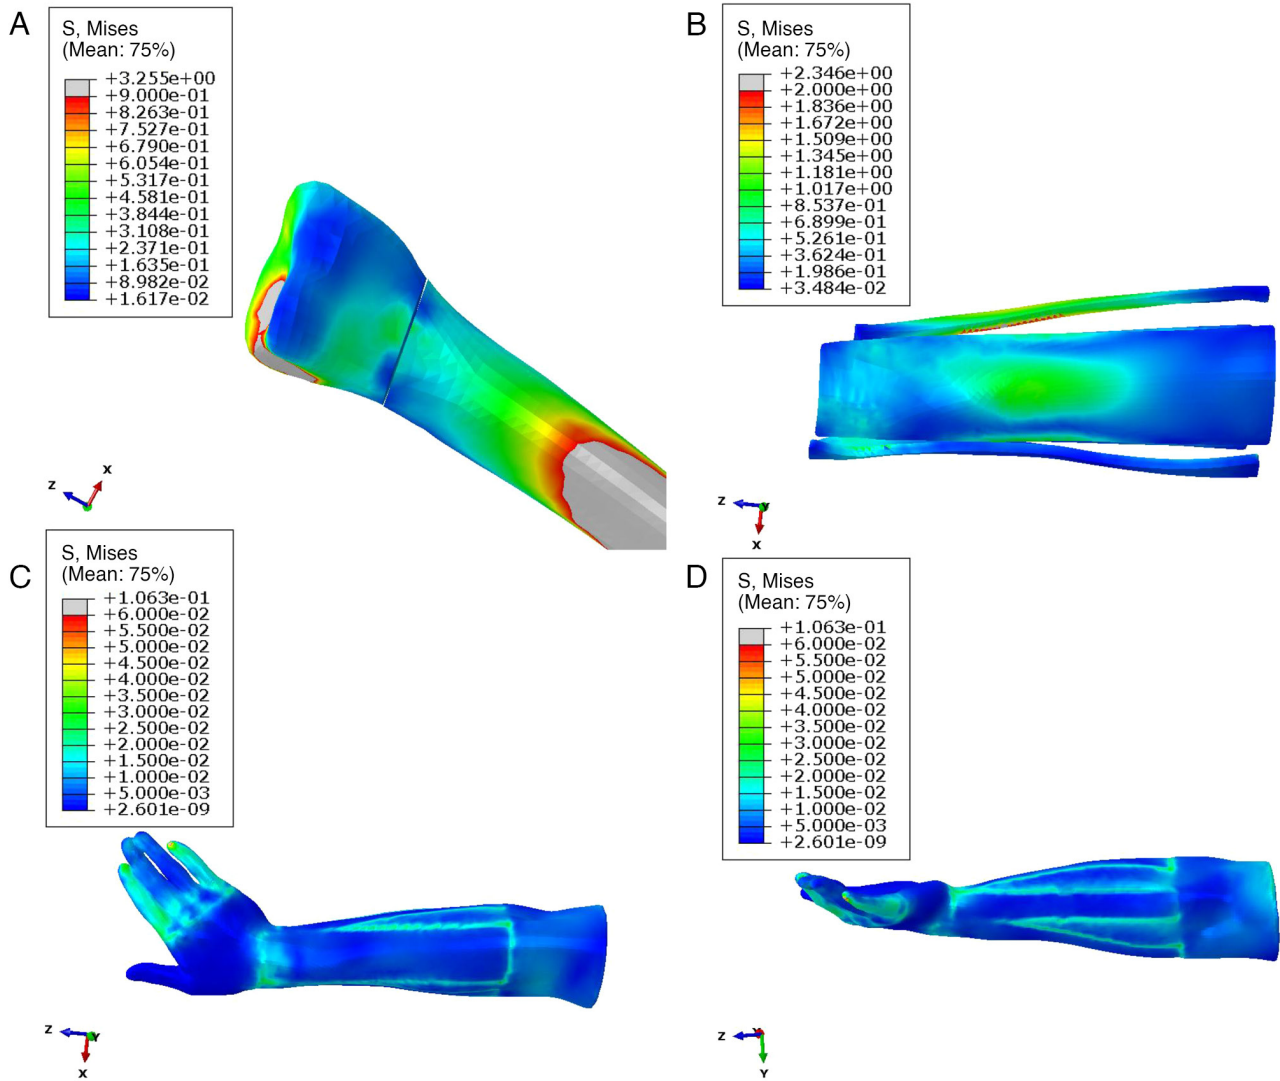 A
S, Mises
(Mean: 75%)
+3.255e+00
+9.000e-01
+8.263e-01
+7.527e-01
+6.790e-01
+6.054e-01
+5.317e-01
+4.581e-01
+3.844e-01
+3.108e-01
+2.371e-01
+1.635e-01
+8.982e-02
+1.617e-02
Z
X
B
S, Mises
(Mean: 75%)
+2.346e+00
+2.000e+00
+1.836e+00
+1.672e+00
+1.509e+00
+1.345e+00
+1.181e+00
+1.017e+00
+8.537e-01
+6.899e-01
+5.261e-01
+3.624e-01
+1.986e-01
+3.484e-02
Z
Y
X
C
S, Mises
(Mean: 75%)
+1.063e-01
+6.000e-02
+5.500e-02
+5.000e-02
+4.500e-02
+4.000e-02
+3.500e-02
+3.000e-02
+2.500e-02
+2.000e-02
+1.500e-02
+1.000e-02
+5.000e-03
+2.601e-09
Z
Y
X
D
S, Mises
(Mean: 75%)
+1.063e-01
+6.000e-02
+5.500e-02
+5.000e-02
+4.500e-02
+4.000e-02
+3.500e-02
+3.000e-02
+2.500e-02
+2.000e-02
+1.500e-02
+1.000e-02
+5.000e-03
+2.601e-09
Z
Y